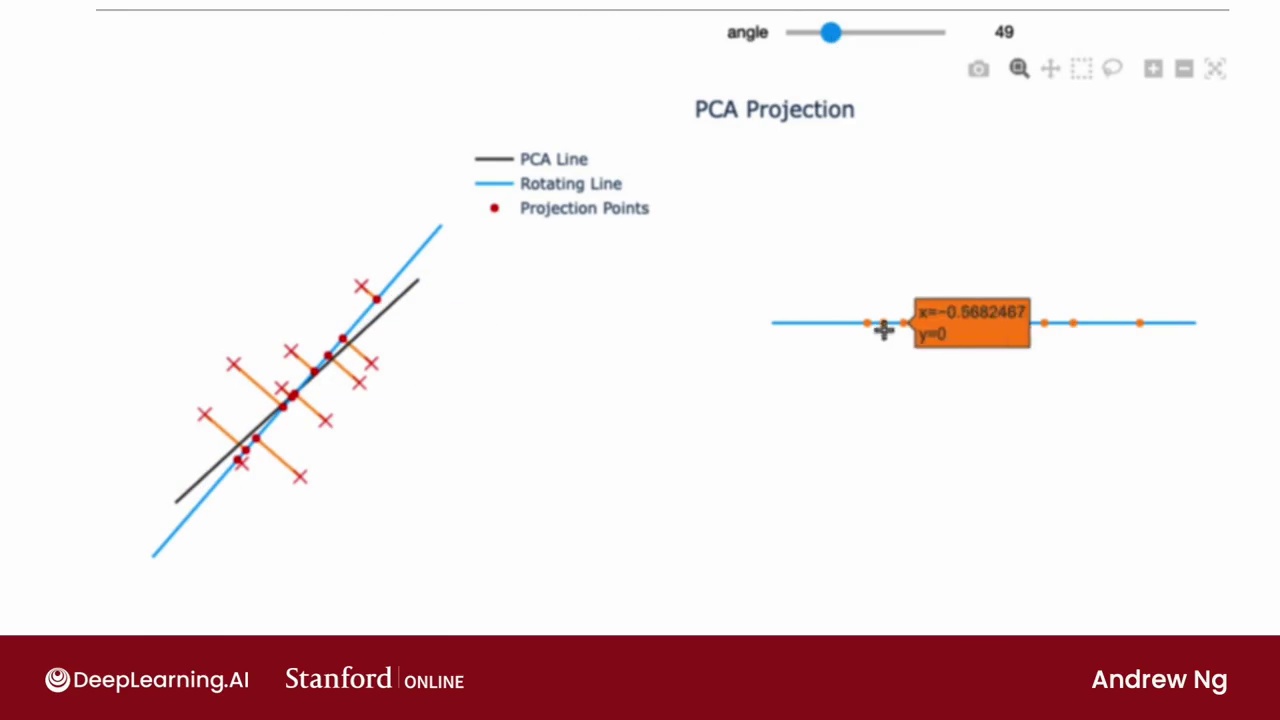 angle 49
PCA Projection
PCA Line
Rotating Line
Projection Points
x=−0.5682467
y=0
DeepLearning.AI
Stanford ONLINE
Andrew Ng